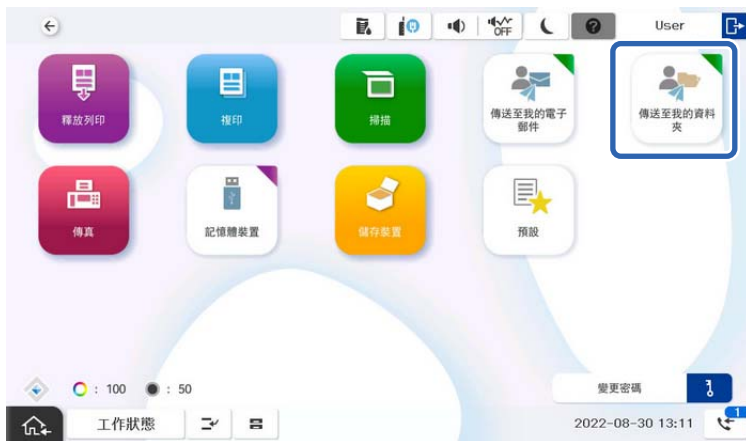 OFF
User
釋放列印
複印
掃描
傳送至我的電子
郵件
傳送至我的資料
夾
傳真
記憶體裝置
儲存裝置
預設
: 100
: 50
變更密碼
工作狀態
2022-08-30 13:11
1